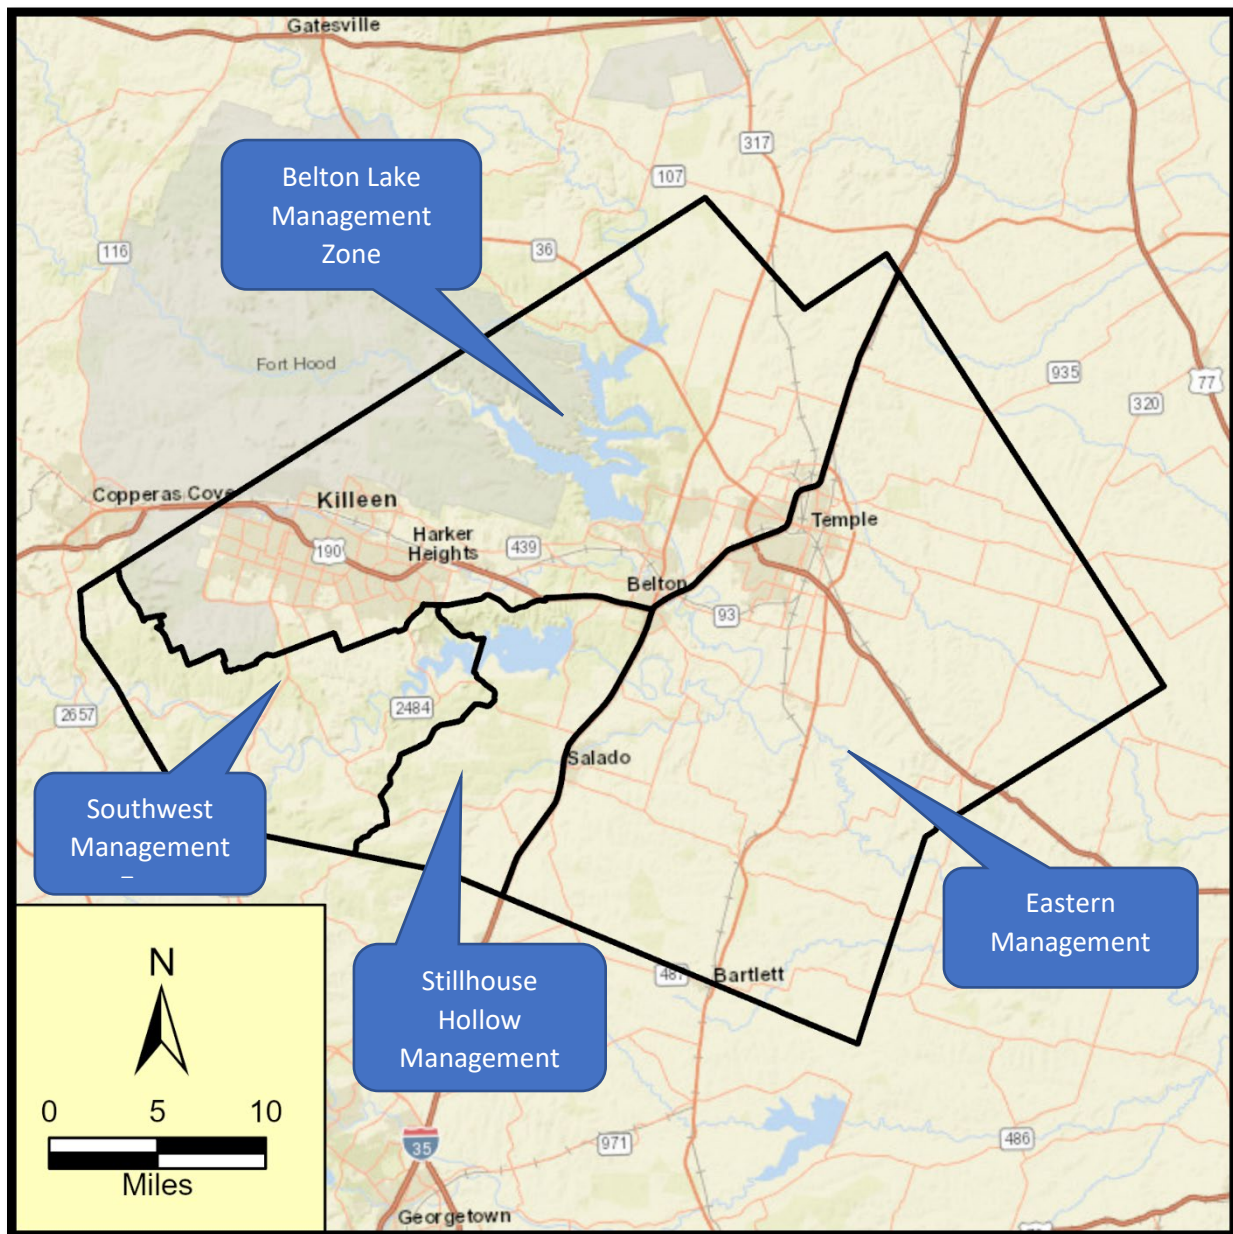 Gatesville
317
107
Belton Lake
Management
Zone
36
116
Fort Hood
935
77
320
Copperas Cove
Killeen
Temple
Harker
Heights
439
190
Belton
93
2484
2657
Salado
Southwest
Management
Eastern
Management
Stillhouse
Hollow
Management
487
Bartlett
N
0 5 10
Miles
971
486
35
Georgetown